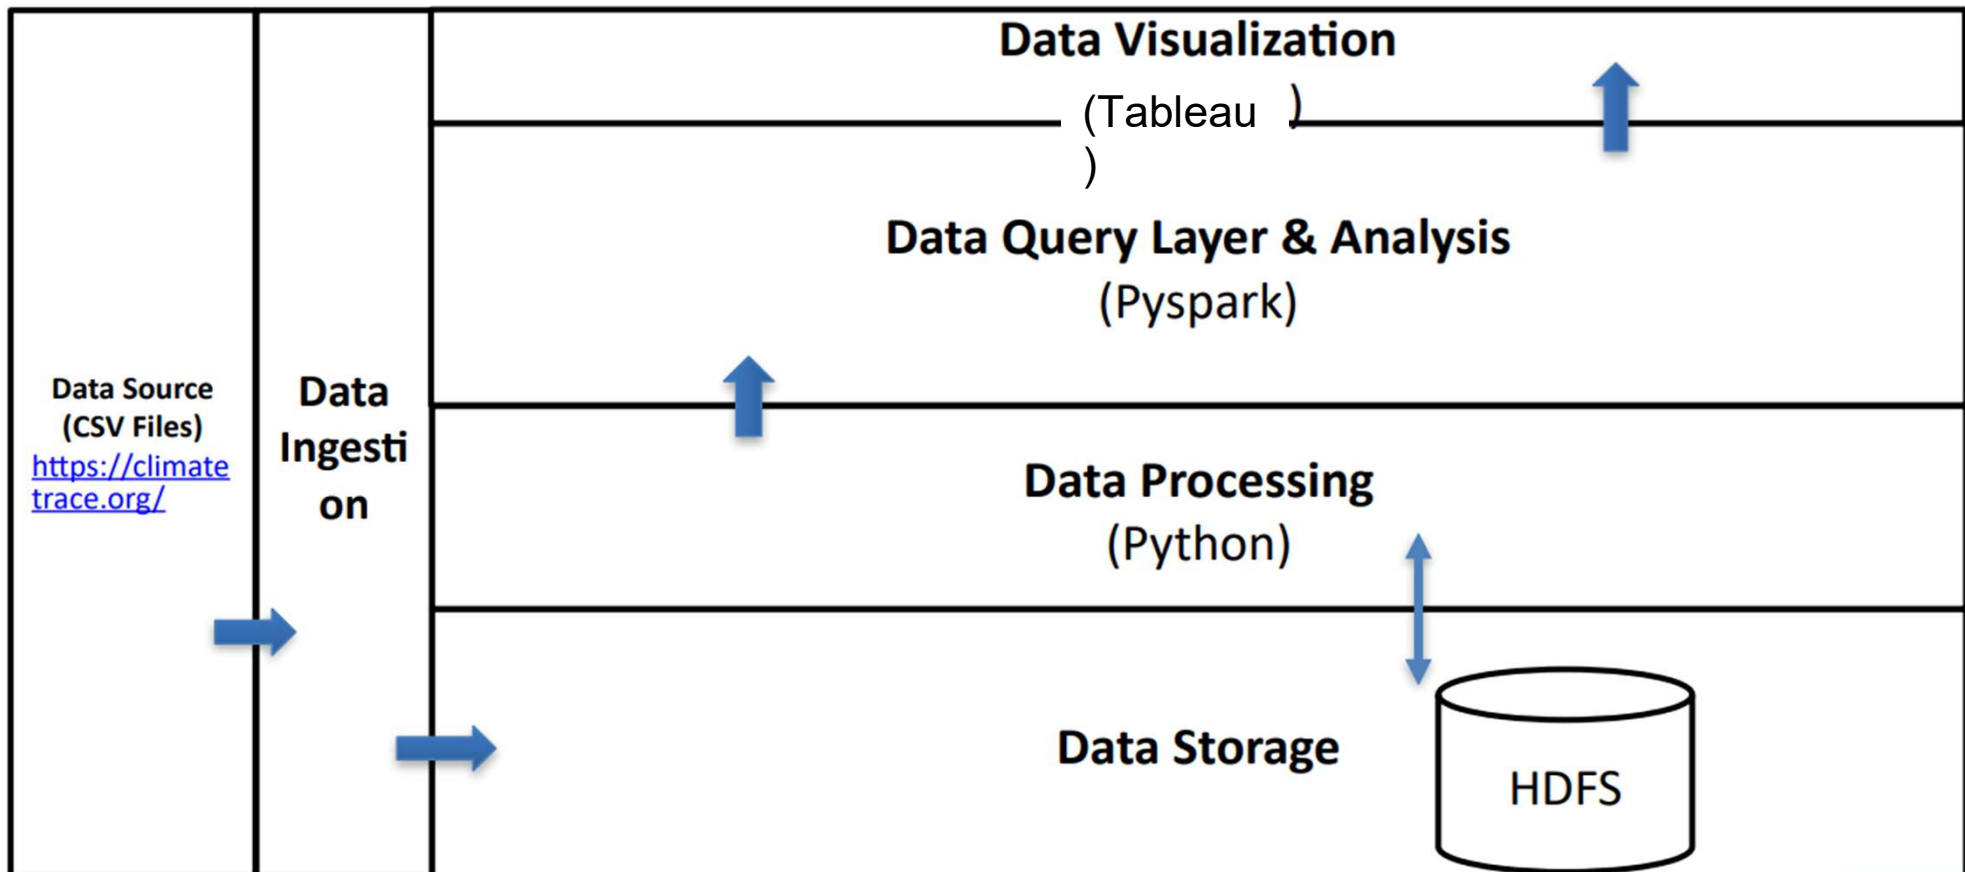 Data Visualization
(Tableau )
)
Data Query Layer & Analysis
(Pyspark)
Data Source
(CSV Files)
https://climate
trace.org/
Data
Ingesti
on
Data Processing
(Python)
Data Storage
HDFS